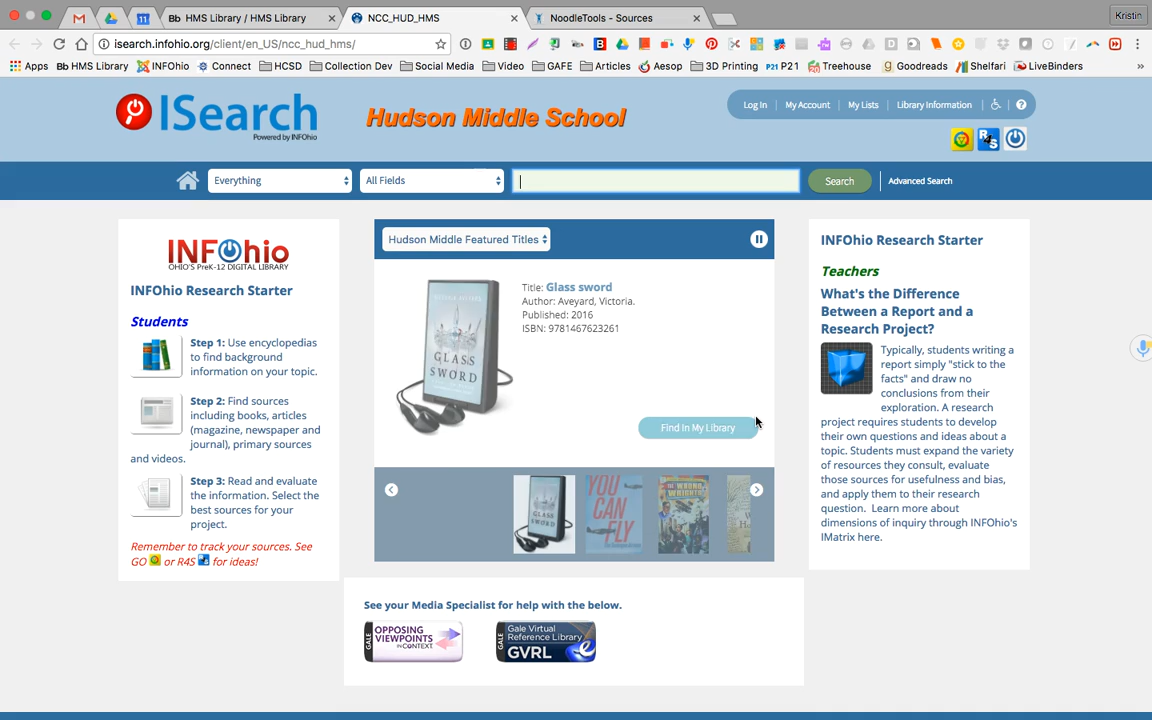 HMS Library / HMS Library
NCC_HUD_HMS
NoodleTools - Sources
Kristin
isearch.infohio.org/client/en_US/ncc_hud_hms/
Apps
Bb HMS Library
INFOhio
Connect
HCSD
Collection Dev
Social Media
Video
GAFE
Articles
Aesop
3D Printing
P21 P21
Treehouse
Goodreads
Shelfari
LiveBinders
ISearch
Powered by INFOhio
Hudson Middle School
Log In
My Account
My Lists
Library Information
Everything
All Fields
Search
Advanced Search
INFOhio
OHIO'S PreK-12 DIGITAL LIBRARY
INFOhio Research Starter
Students
Step 1: Use encyclopedias
to find background
information on your topic.
Step 2: Find sources
including books, articles
(magazine, newspaper and
journal), primary sources
and videos.
Step 3: Read and evaluate
the information. Select the
best sources for your
project.
Remember to track your sources. See
GO or R4S for ideas!
Hudson Middle Featured Titles
Title: Glass sword
Author: Aveyard, Victoria.
Published: 2016
ISBN: 9781467623261
GLASS
SWORD
Find In My Library
YOU
CAN
FLY
See your Media Specialist for help with the below.
GALE
OPPOSING
VIEWPOINTS
IN CONTEXT
GALE
Gale Virtual
Reference Library
GVRL
INFOhio Research Starter
Teachers
What's the Difference
Between a Report and a
Research Project?
Typically, students writing a
report simply "stick to the
facts" and draw no
conclusions from their
exploration. A research
project requires students to develop
their own questions and ideas about a
topic. Students must expand the variety
of resources they consult, evaluate
those sources for usefulness and bias,
and apply them to their research
question. Learn more about
dimensions of inquiry through INFOhio's
IMatrix here.